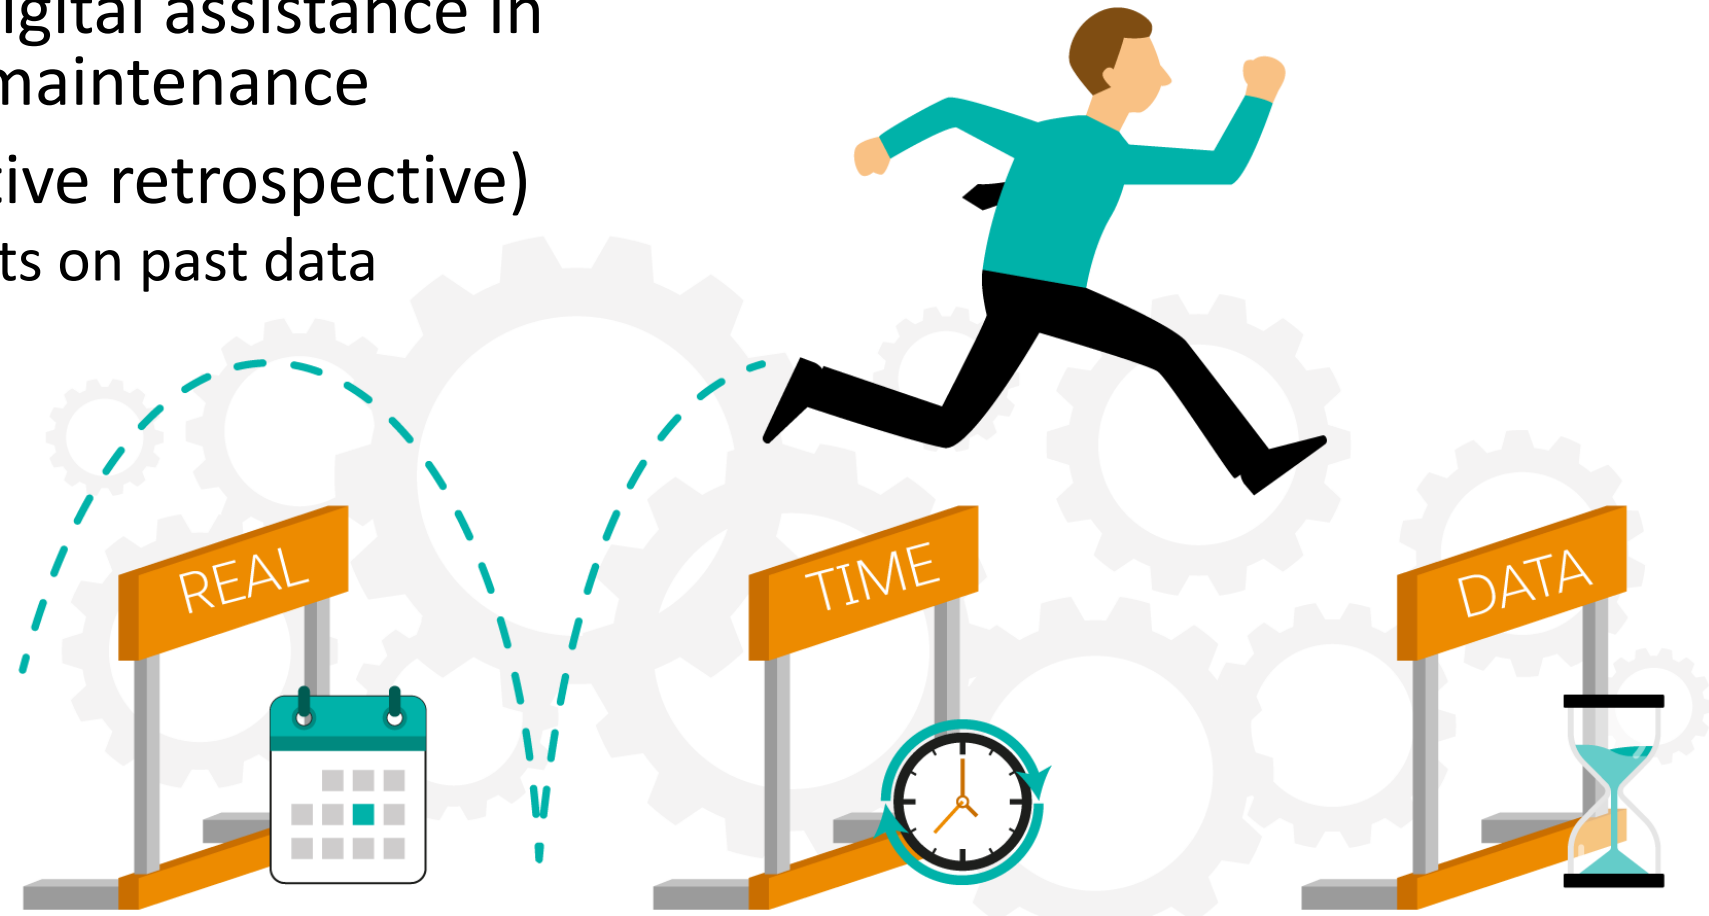 igital assistance in
maintenance
tive retrospective)
ts on past data
REAL
TIME
DATA